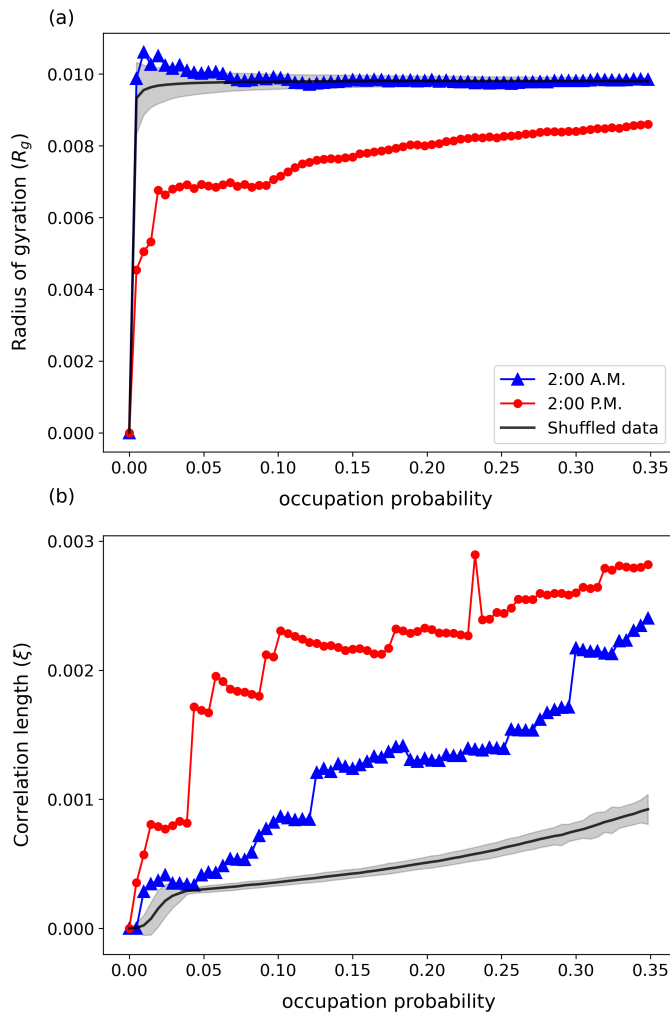 (a)
0.010
0.008
0.006
0.004
0.002
0.000
Radius of gyration (R_g)
2:00 A.M.
2:00 P.M.
Shuffled data
0.00 0.05 0.10 0.15 0.20 0.25 0.30 0.35
occupation probability
(b)
0.003
0.002
0.001
0.000
Correlation length (ξ)
0.00 0.05 0.10 0.15 0.20 0.25 0.30 0.35
occupation probability